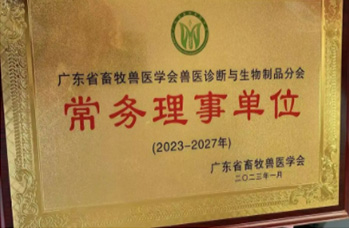 广东省畜牧兽医学会兽医诊断与生物制品分会
常务理事单位
(2023-2027年)
广东省畜牧兽医学会
二〇二三年一月